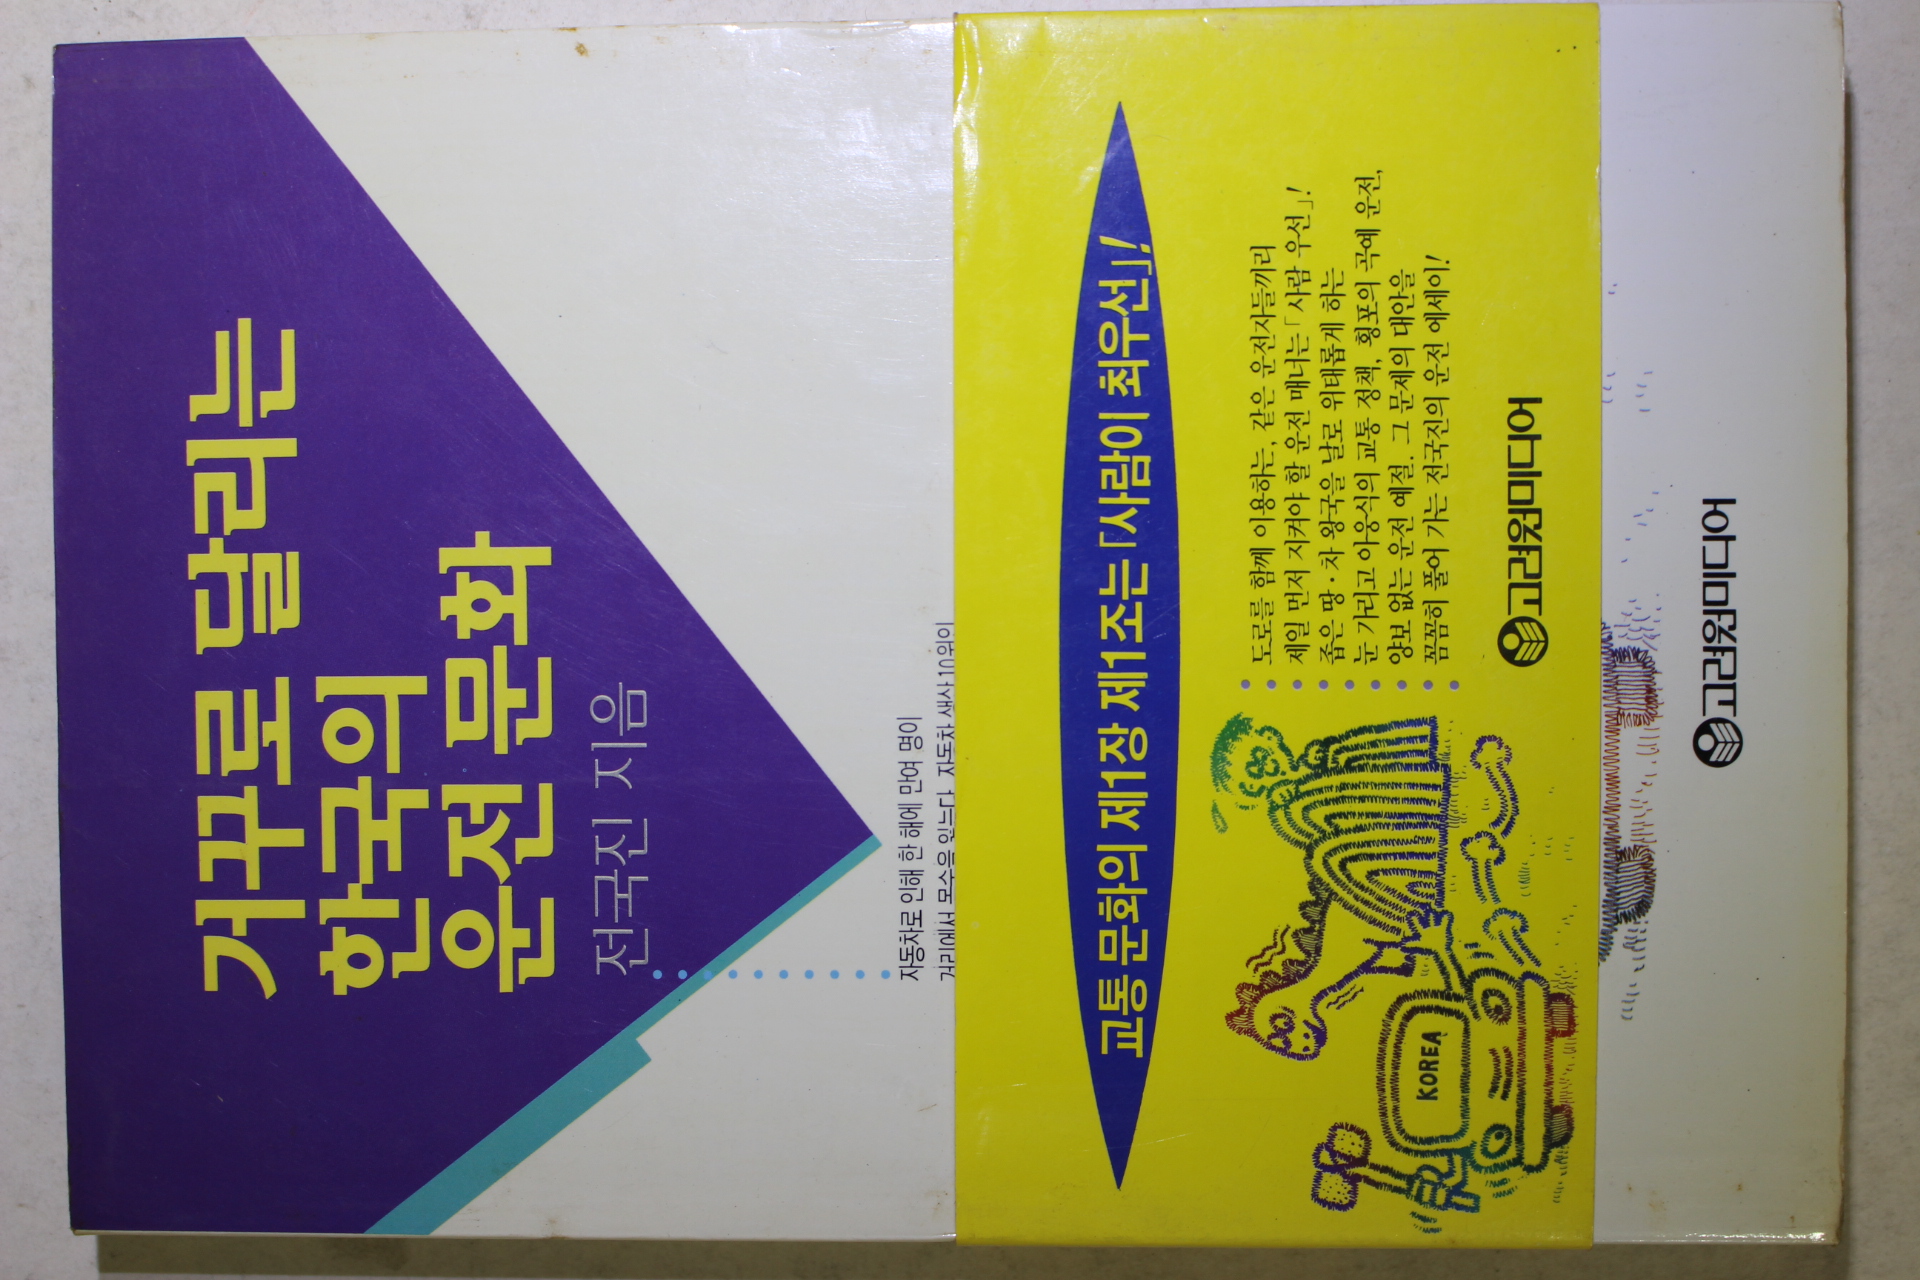 거꾸로 달리는
한국의
운전 문화
전국진 지음
자동차로 인해 한 해에 만여 명이
거리에서 목숨을 잃는다. 자동차 생산 10위의
교통 문화의 제1장 제1조는 「사람이 최우선」!
도로를 함께 이용하는, 같은 운전자들끼리
제일 먼저 지켜야 할 운전 매너는 「사람 우선」!
좁은 땅·차 왕국을 날로 위태롭게 하는
눈 가리고 아웅식의 교통 정책, 횡포의 곡예 운전,
양보 없는 운전 예절. 그 문제의 대안을
꼼꼼히 풀어 가는 전국진의 운전 에세이!
KOREA
고려원미디어
고려원미디어